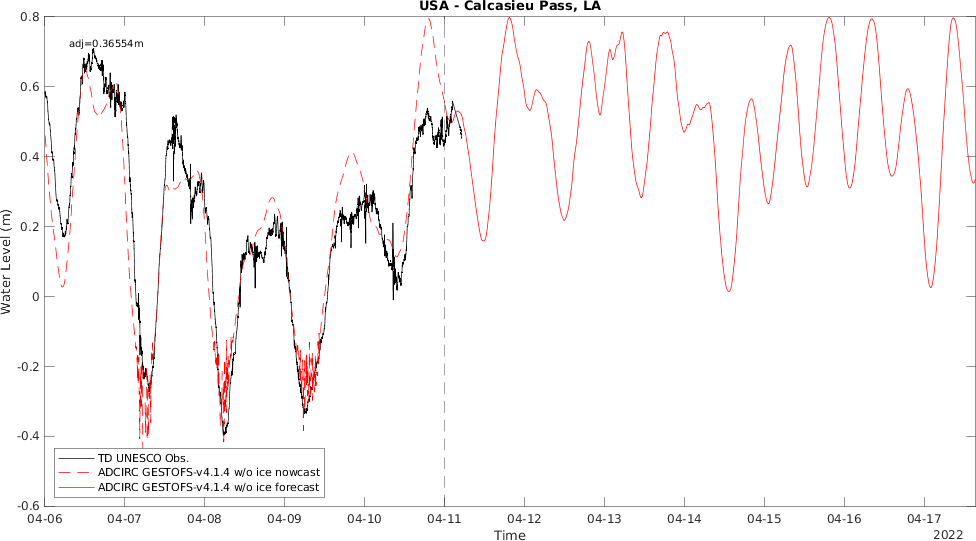 USA - Calcasieu Pass, LA
adj=0.36554m
0.8
0.6
0.4
0.2
0
-0.2
-0.4
-0.6
Water Level (m)
TD UNESCO Obs.
ADCIRC GESTOFS-v4.1.4 w/o ice nowcast
ADCIRC GESTOFS-v4.1.4 w/o ice forecast
04-06 04-07 04-08 04-09 04-10 04-11 04-12 04-13 04-14 04-15 04-16 04-17
Time
2022